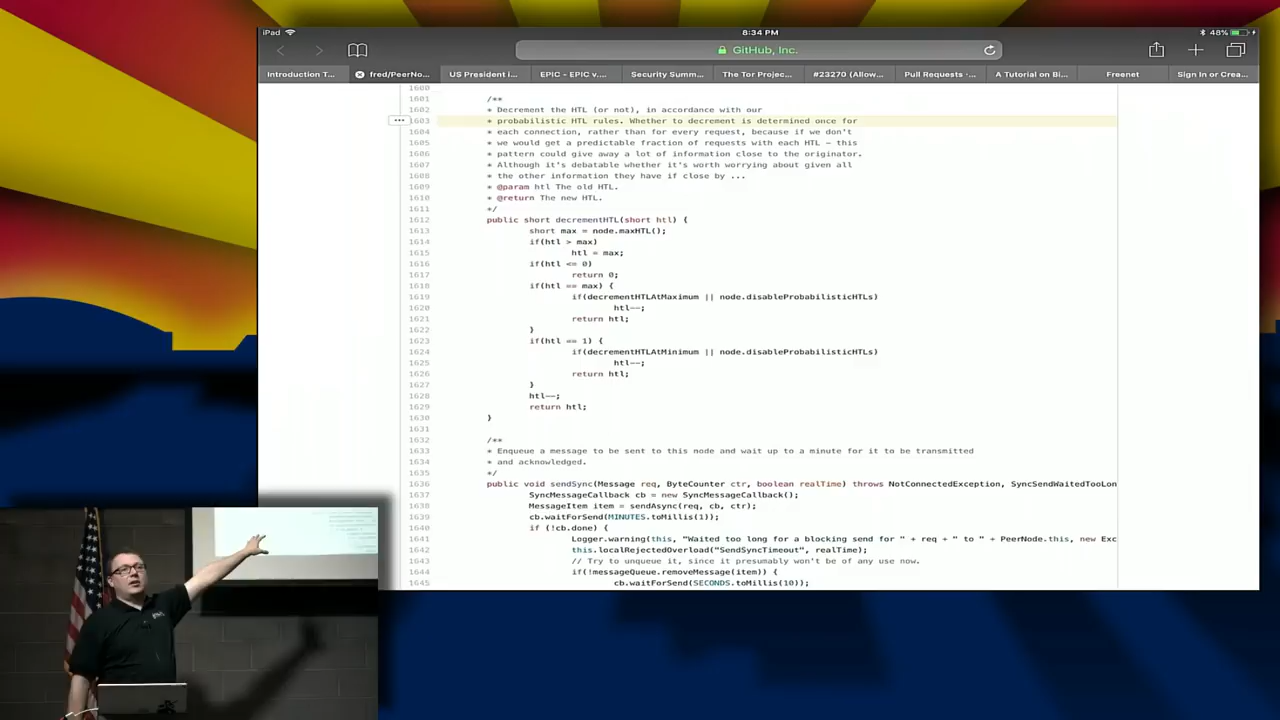 iPad
8:34 PM
48%
GitHub, Inc.
Introduction T...
fred/PeerNo...
US President i...
EPIC - EPIC v....
Security Summ...
The Tor Projec...
#23270 (Allow...
Pull Requests ·...
A Tutorial on Bi...
Freenet
Sign in or Crea...
1600
1601 /**
1602 * Decrement the HTL (or not), in accordance with our
1603 * probabilistic HTL rules. Whether to decrement is determined once for
1604 * each connection, rather than for every request, because if we don't
1605 * we would get a predictable fraction of requests with each HTL - this
1606 * pattern could give away a lot of information close to the originator.
1607 * Although it's debatable whether it's worth worrying about given all
1608 * the other information they have if close by ...
1609 * @param htl The old HTL.
1610 * @return The new HTL.
1611 */
1612 public short decrementHTL(short htl) {
1613 short max = node.maxHTL();
1614 if(htl > max)
1615 htl = max;
1616 if(htl <= 0)
1617 return 0;
1618 if(htl == max) {
1619 if(decrementHTLAtMaximum || node.disableProbabilisticHTLs)
1620 htl--;
1621 return htl;
1622 }
1623 if(htl == 1) {
1624 if(decrementHTLAtMinimum || node.disableProbabilisticHTLs)
1625 htl--;
1626 return htl;
1627 }
1628 htl--;
1629 return htl;
1630 }
1631
1632 /**
1633 * Enqueue a message to be sent to this node and wait up to a minute for it to be transmitted
1634 * and acknowledged.
1635 */
1636 public void sendSync(Message req, ByteCounter ctr, boolean realTime) throws NotConnectedException, SyncSendWaitedTooLon
1637 SyncMessageCallback cb = new SyncMessageCallback();
1638 MessageItem item = sendAsync(req, cb, ctr);
1639 cb.waitForSend(MINUTES.toMillis(1));
1640 if (!cb.done) {
1641 Logger.warning(this, "Waited too long for a blocking send for " + req + " to " + PeerNode.this, new Exc
1642 this.localRejectedOverload("SendSyncTimeout", realTime);
1643 // Try to unqueue it, since it presumably won't be of any use now.
1644 if(!messageQueue.removeMessage(item)) {
1645 cb.waitForSend(SECONDS.toMillis(10));